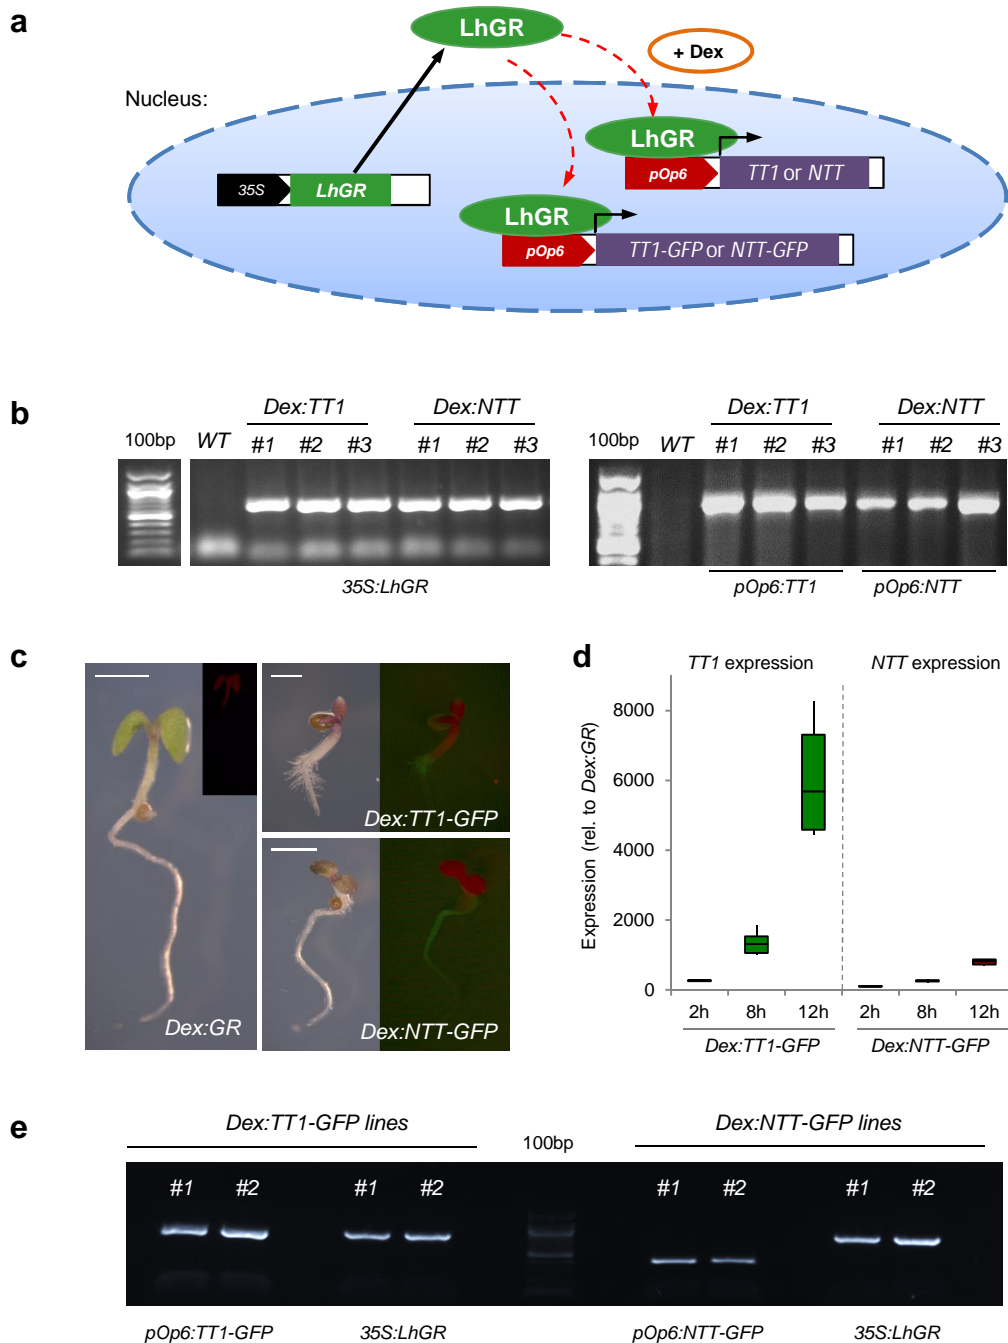 a
LhGR
+ Dex
Nucleus:
LhGR
pOp6
TT1 or NTT
35S
LhGR
LhGR
pOp6
TT1-GFP or NTT-GFP
b
Dex:TT1
Dex:NTT
100bp
WT
#1 #2 #3
#1 #2 #3
35S:LhGR
Dex:TT1
Dex:NTT
100bp
WT
#1 #2 #3
#1 #2 #3
pOp6:TT1
pOp6:NTT
c
Dex:GR
Dex:TT1-GFP
Dex:NTT-GFP
d
TT1 expression
NTT expression
Expression (rel. to Dex:GR)
8000
6000
4000
2000
0
2h 8h 12h
2h 8h 12h
Dex:TT1-GFP
Dex:NTT-GFP
e
Dex:TT1-GFP lines
100bp
Dex:NTT-GFP lines
#1 #2 #1 #2
#1 #2 #1 #2
pOp6:TT1-GFP
35S:LhGR
pOp6:NTT-GFP
35S:LhGR